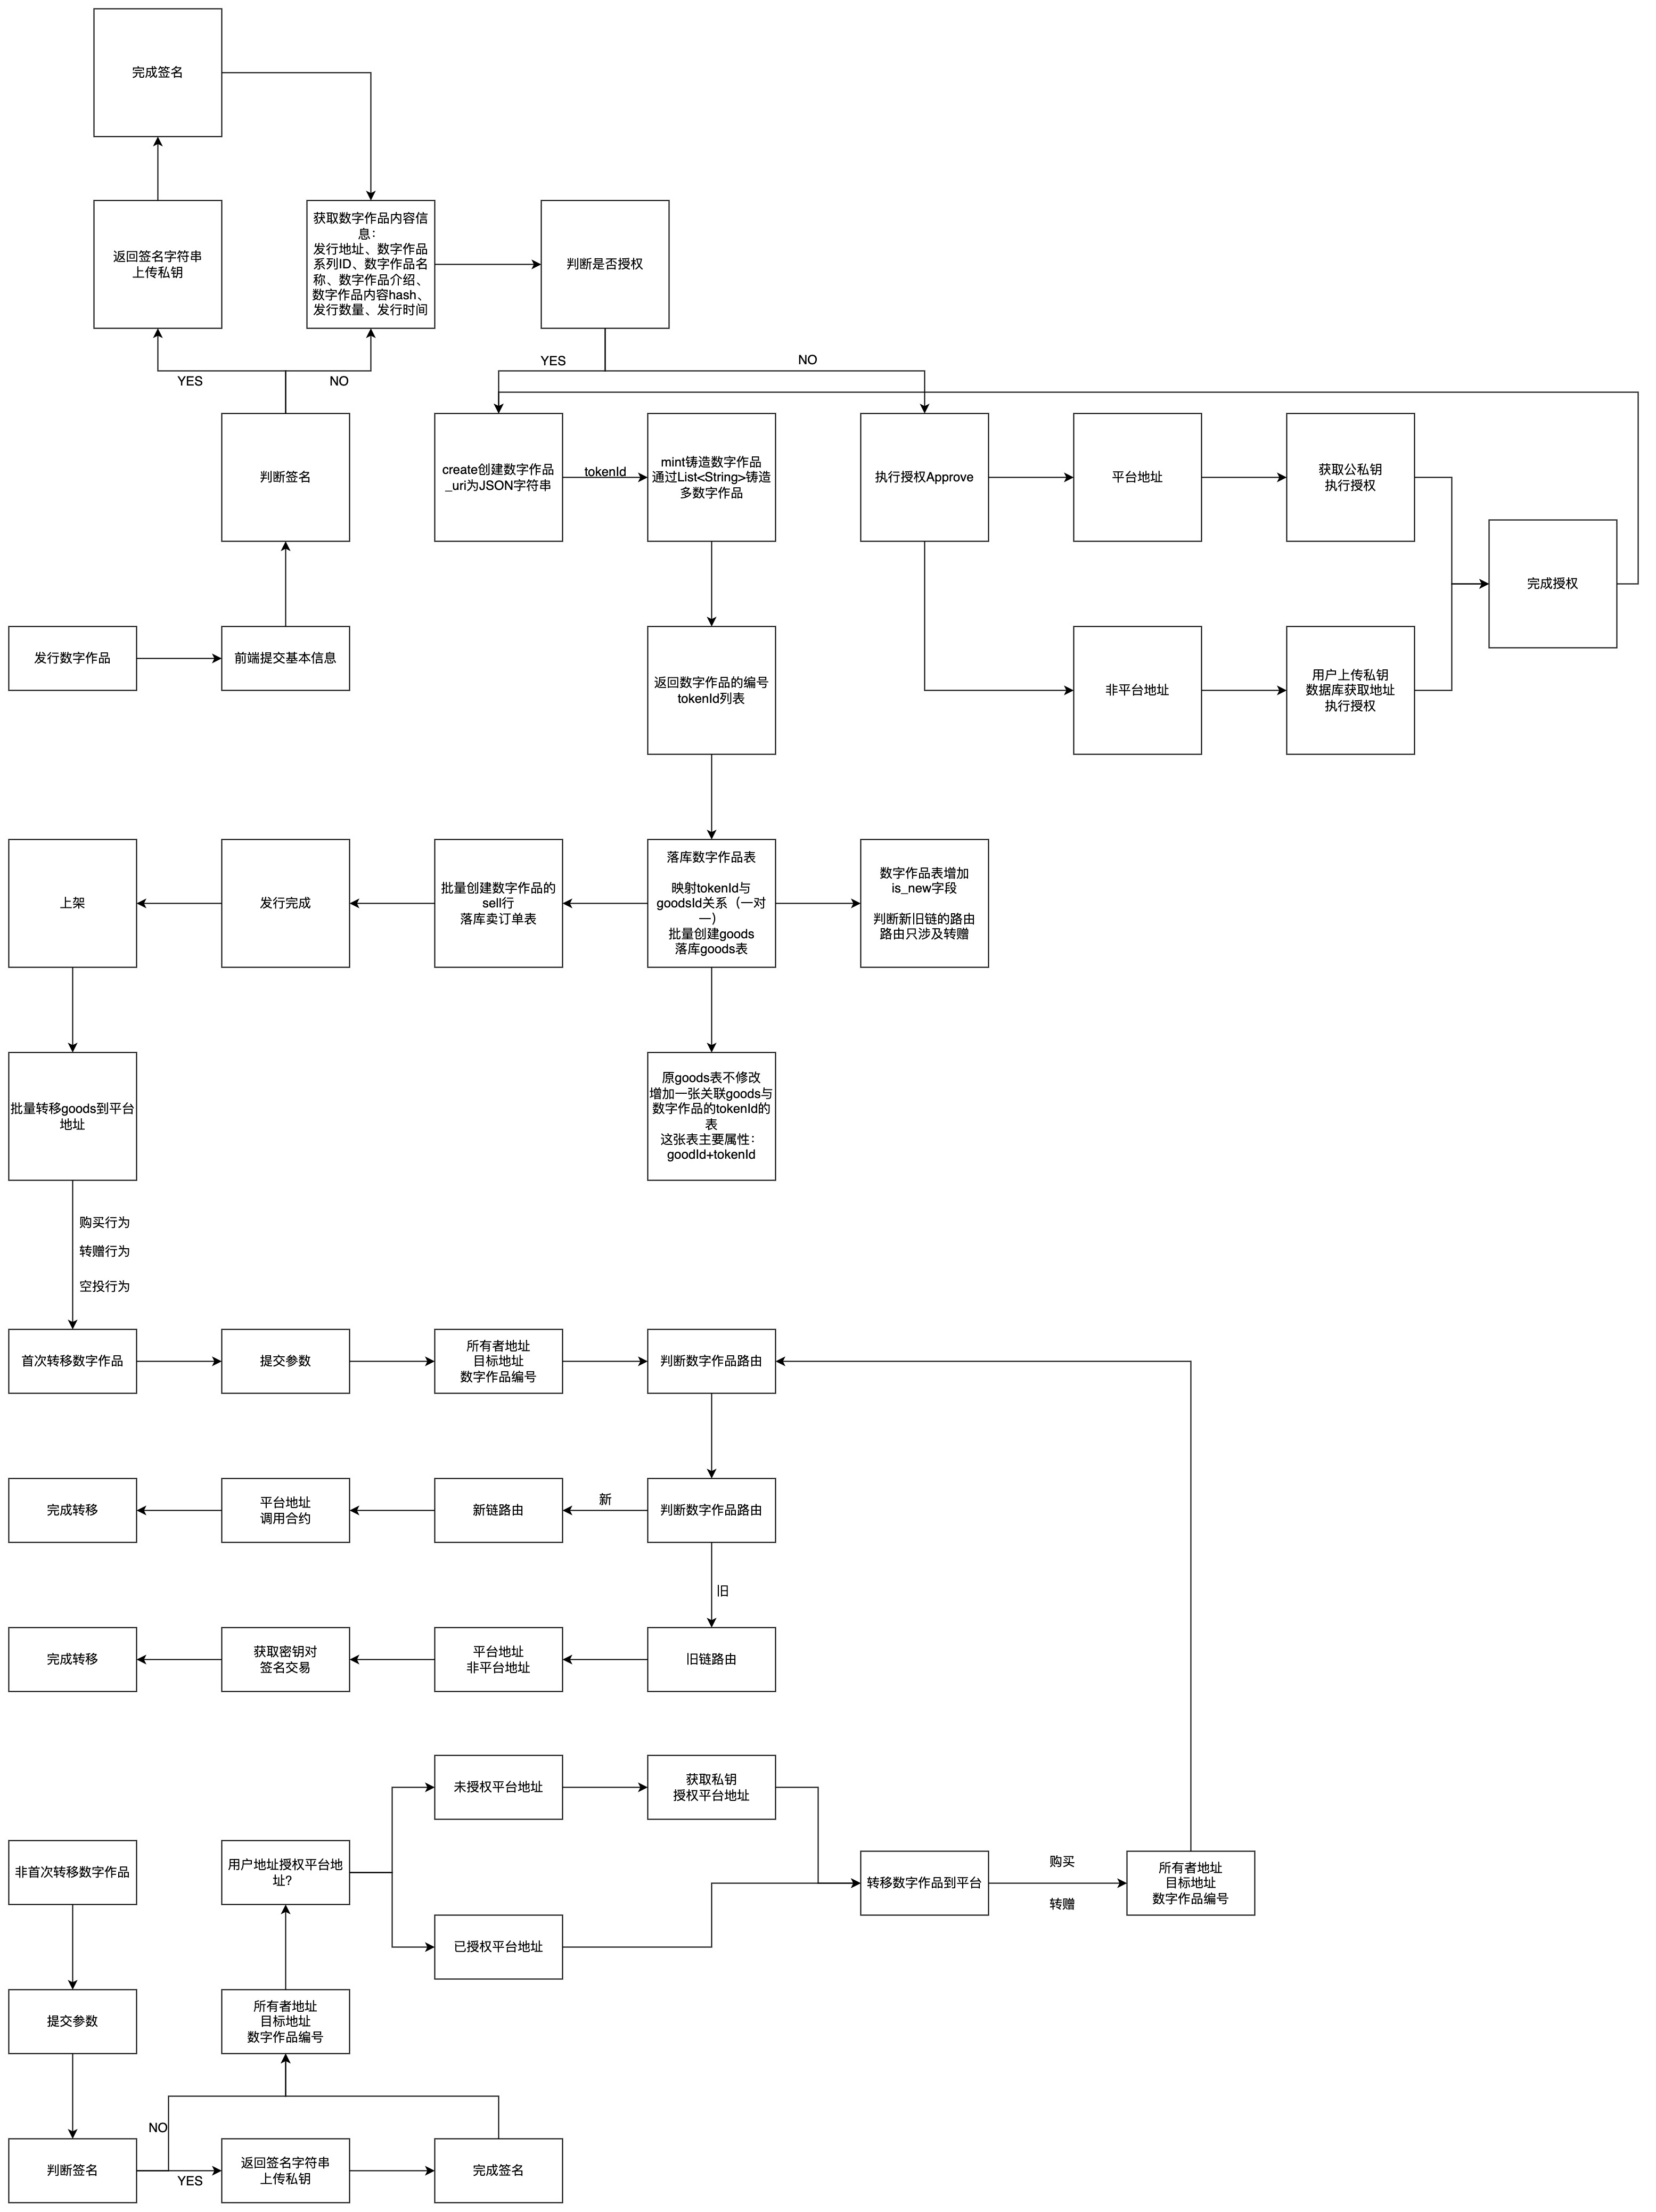 完成签名
返回签名字符串
上传私钥
获取数字作品内容信
息：
发行地址、数字作品
系列ID、数字作品名
称、数字作品介绍、
数字作品内容hash、
发行数量、发行时间
判断是否授权
YES
NO
YES
NO
判断签名
create创建数字作品
_uri为JSON字符串
tokenId
mint铸造数字作品
通过List<String>铸造
多数字作品
执行授权Approve
平台地址
获取公私钥
执行授权
完成授权
发行数字作品
前端提交基本信息
返回数字作品的编号
tokenId列表
非平台地址
用户上传私钥
数据库获取地址
执行授权
上架
发行完成
批量创建数字作品的
sell行
落库卖订单表
落库数字作品表
映射tokenId与
goodsId关系（一对
一）
批量创建goods
落库goods表
数字作品表增加
is_new字段
判断新旧链的路由
路由只涉及转赠
批量转移goods到平台
地址
原goods表不修改
增加一张关联goods与
数字作品的tokenId的
表
这张表主要属性：
goodId+tokenId
购买行为
转赠行为
空投行为
首次转移数字作品
提交参数
所有者地址
目标地址
数字作品编号
判断数字作品路由
完成转移
平台地址
调用合约
新链路由
新
判断数字作品路由
旧
完成转移
获取密钥对
签名交易
平台地址
非平台地址
旧链路由
未授权平台地址
获取私钥
授权平台地址
非首次转移数字作品
用户地址授权平台地
址?
转移数字作品到平台
购买
转赠
所有者地址
目标地址
数字作品编号
已授权平台地址
提交参数
所有者地址
目标地址
数字作品编号
NO
判断签名
YES
返回签名字符串
上传私钥
完成签名